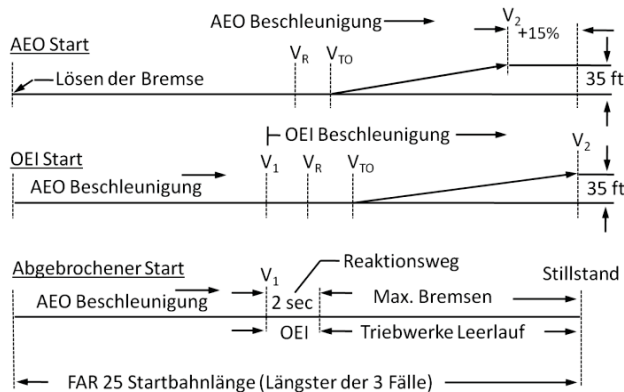 AEO Beschleunigung
V2
+15%
AEO Start
VR
VTO
Lösen der Bremse
35 ft
OEI Beschleunigung
V1
V2
OEI Start
VR
VTO
AEO Beschleunigung
35 ft
Abgebrochener Start
Reaktionsweg
V1
Stillstand
AEO Beschleunigung
2 sec
Max. Bremsen
OEI
Triebwerke Leerlauf
FAR 25 Startbahnlänge (Längster der 3 Fälle)